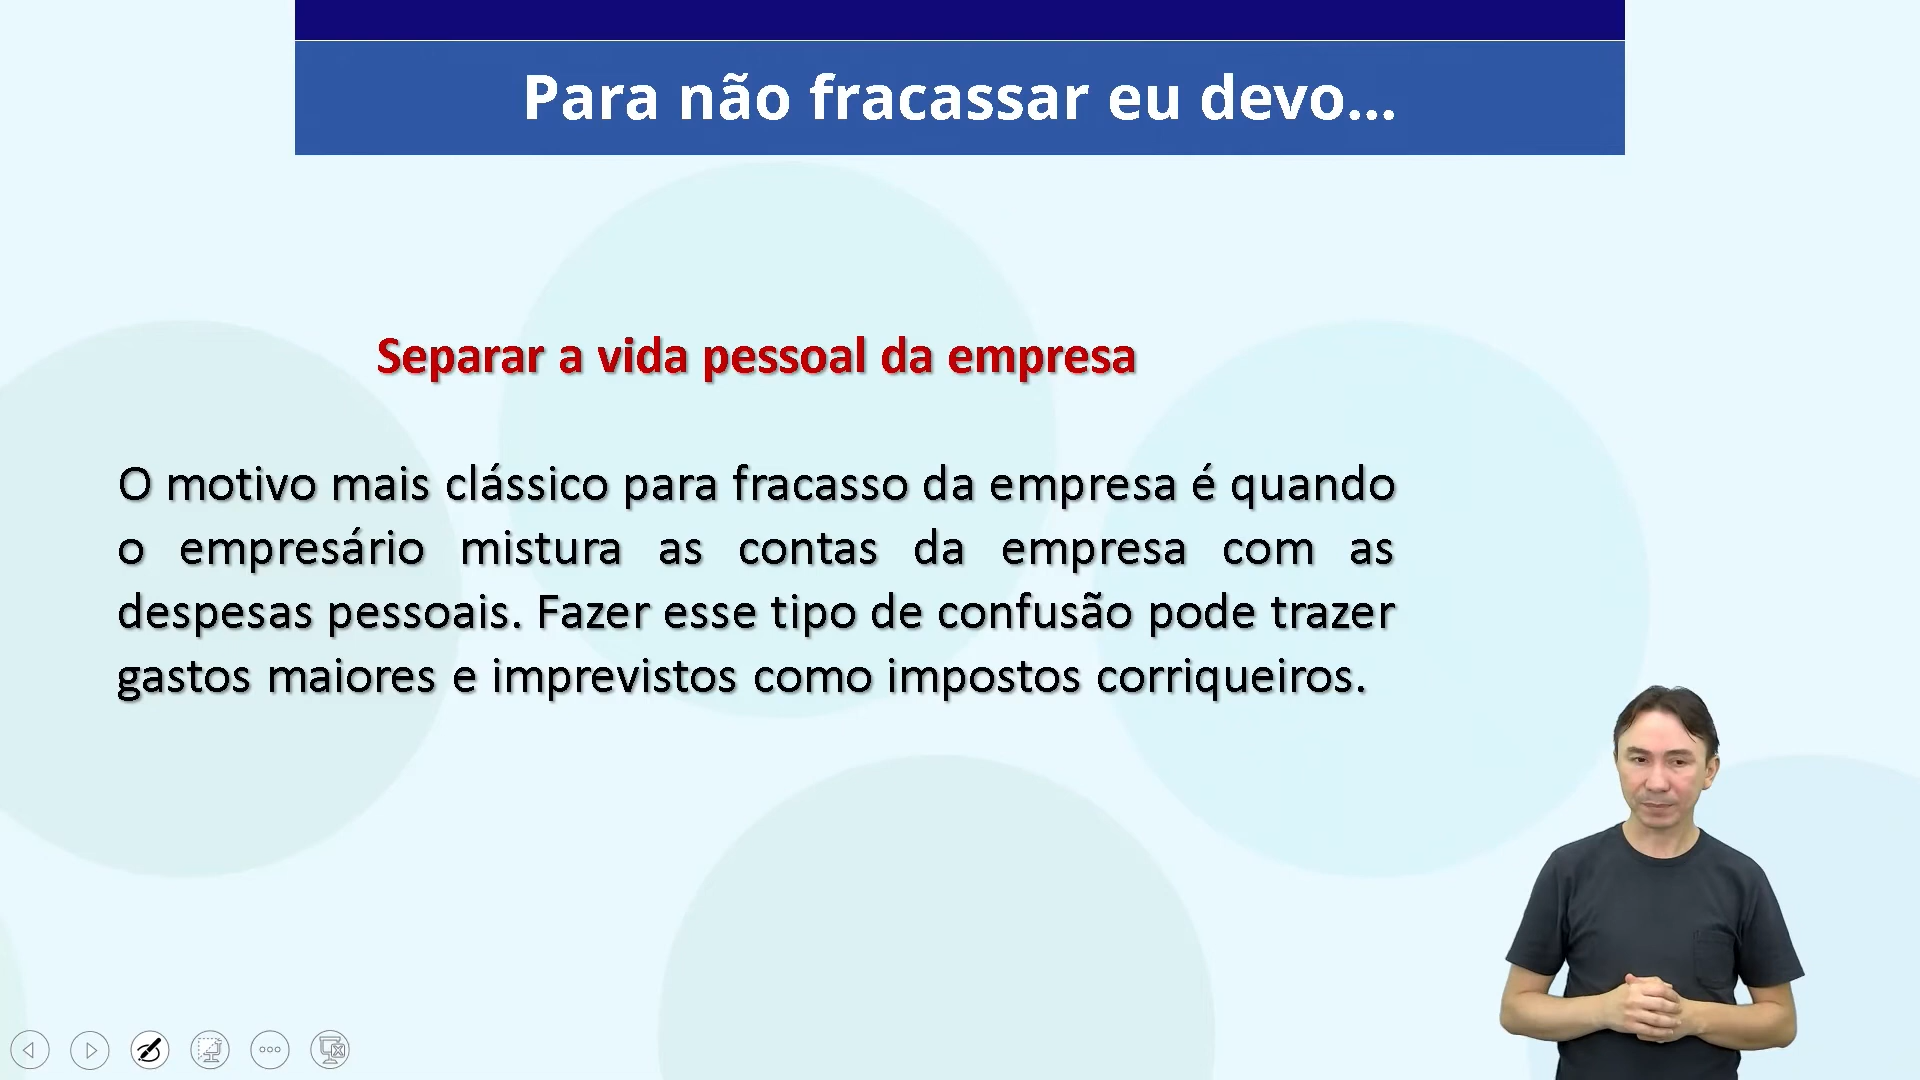 Para não fracassar eu devo...
Separar a vida pessoal da empresa
O motivo mais clássico para fracasso da empresa é quando
o empresário mistura as contas da empresa com as
despesas pessoais. Fazer esse tipo de confusão pode trazer
gastos maiores e imprevistos como impostos corriqueiros.